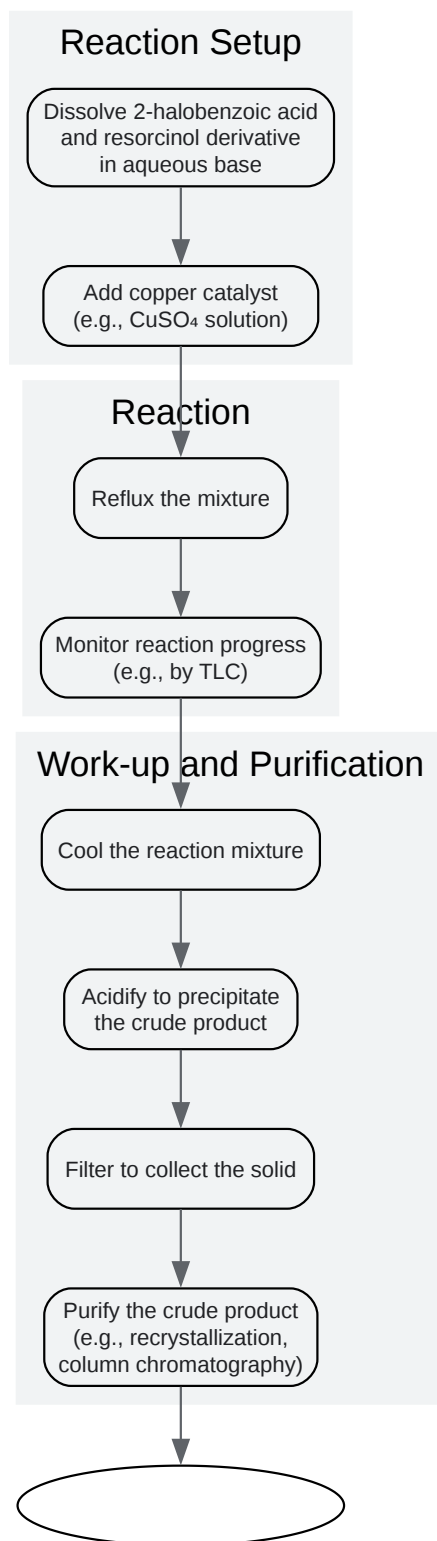 Reaction Setup
Dissolve 2-halobenzoic acid
and resorcinol derivative
in aqueous base
Add copper catalyst
(e.g., CuSO₄ solution)
Reaction
Reflux the mixture
Monitor reaction progress
(e.g., by TLC)
Work-up and Purification
Cool the reaction mixture
Acidify to precipitate
the crude product
Filter to collect the solid
Purify the crude product
(e.g., recrystallization,
column chromatography)